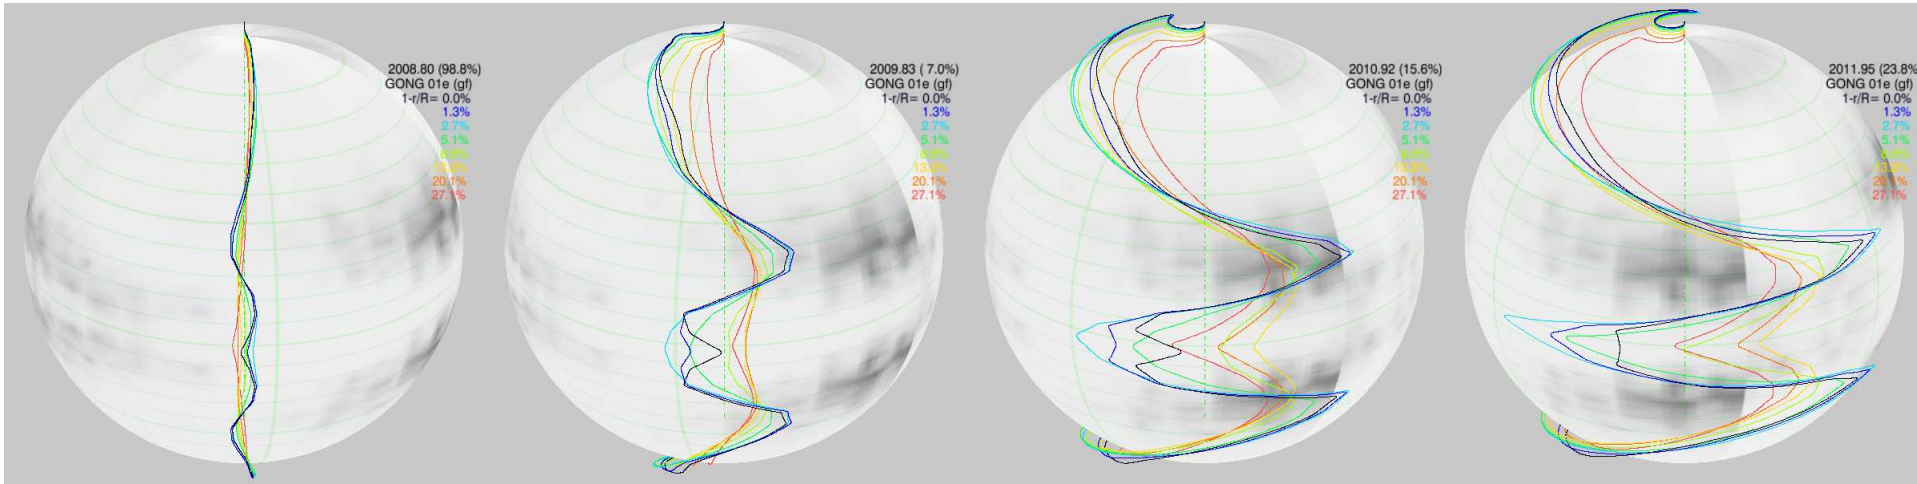 2008.80 (98.8%)
GONG 01e (gf)
1-r/R= 0.0%
1.3%
2.7%
5.1%
20.1%
27.1%
2009.83 ( 7.0%)
GONG 01e (gf)
1-r/R= 0.0%
1.3%
2.7%
5.1%
20.1%
27.1%
2010.92 (15.6%)
GONG 01e (gf)
1-r/R= 0.0%
1.3%
2.7%
5.1%
20.1%
27.1%
2011.95 (23.8%
GONG 01e (gf)
1-r/R= 0.0%
1.3%
2.7%
5.1%
27.1%